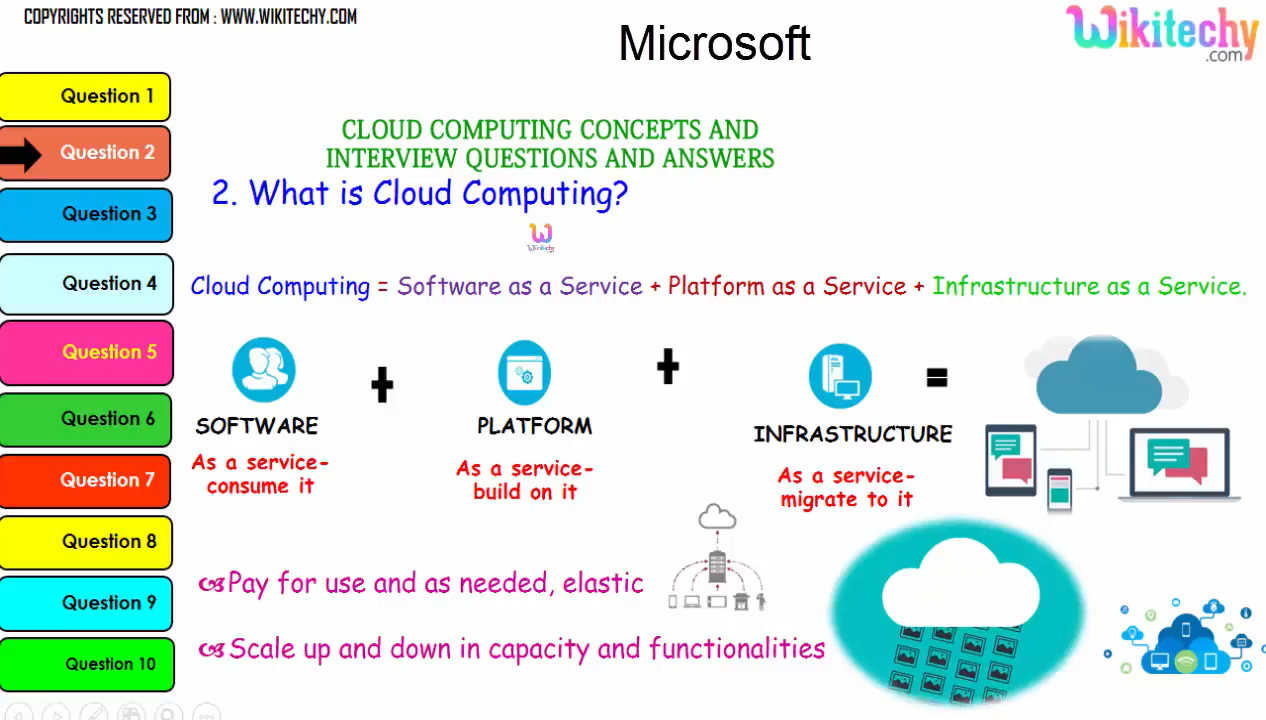 COPYRIGHTS RESERVED FROM : WWW.WIKITECHY.COM
Microsoft
Wikitechy
.com
Question 1
Question 2
Question 3
Question 4
Question 5
Question 6
Question 7
Question 8
Question 9
Question 10
CLOUD COMPUTING CONCEPTS AND
INTERVIEW QUESTIONS AND ANSWERS
2. What is Cloud Computing?
Wikitechy
Cloud Computing = Software as a Service + Platform as a Service + Infrastructure as a Service.
SOFTWARE
As a service-
consume it
+
PLATFORM
As a service-
build on it
+
INFRASTRUCTURE
As a service-
migrate to it
=
Pay for use and as needed, elastic
Scale up and down in capacity and functionalities